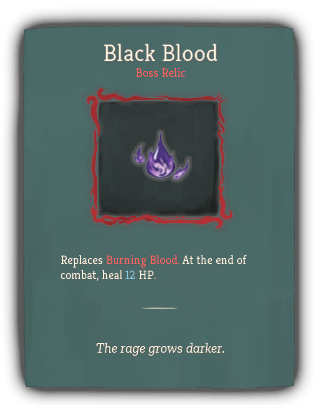 Black Blood
Boss Relic
Replaces Burning Blood. At the end of
combat, heal 12 HP.
The rage grows darker.